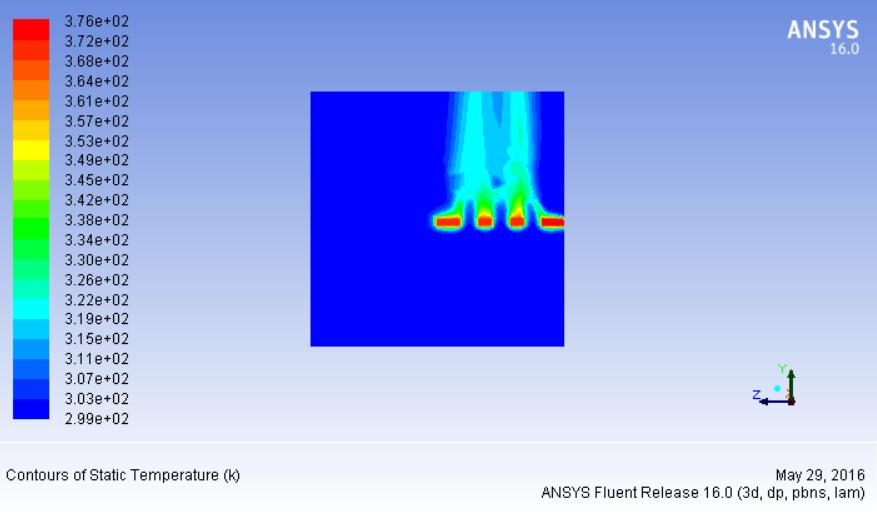 3.76e+02
3.72e+02
3.68e+02
3.64e+02
3.61e+02
3.57e+02
3.53e+02
3.49e+02
3.45e+02
3.42e+02
3.38e+02
3.34e+02
3.30e+02
3.26e+02
3.22e+02
3.19e+02
3.15e+02
3.11e+02
3.07e+02
3.03e+02
2.99e+02
ANSYS
16.0
Y
Z
Contours of Static Temperature (k)
May 29, 2016
ANSYS Fluent Release 16.0 (3d, dp, pbns, lam)